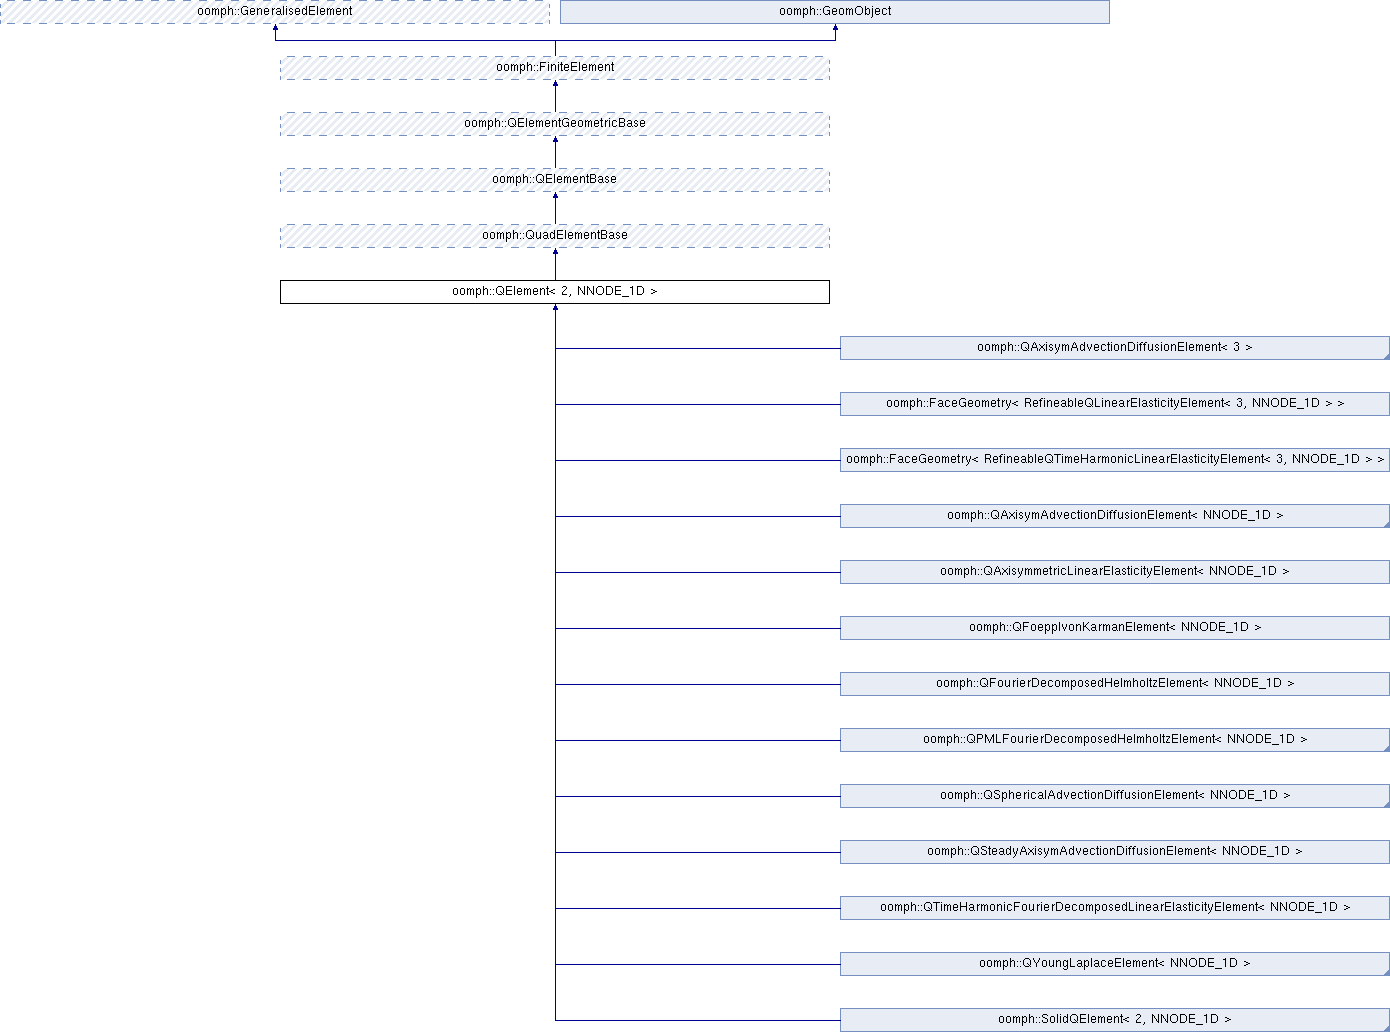 oomph::GeneralisedElement
oomph::GeomObject
oomph::FiniteElement
oomph::QElementGeometricBase
oomph::QElementBase
oomph::QuadElementBase
oomph::QElement< 2, NNODE_1D >
oomph::QAxisymAdvectionDiffusionElement< 3 >
oomph::FaceGeometry< RefineableQLinearElasticityElement< 3, NNODE_1D > >
oomph::FaceGeometry< RefineableQTimeHarmonicLinearElasticityElement< 3, NNODE_1D > >
oomph::QAxisymAdvectionDiffusionElement< NNODE_1D >
oomph::QAxisymmetricLinearElasticityElement< NNODE_1D >
oomph::QFoepplvonKarmanElement< NNODE_1D >
oomph::QFourierDecomposedHelmholtzElement< NNODE_1D >
oomph::QPMLFourierDecomposedHelmholtzElement< NNODE_1D >
oomph::QSphericalAdvectionDiffusionElement< NNODE_1D >
oomph::QSteadyAxisymAdvectionDiffusionElement< NNODE_1D >
oomph::QTimeHarmonicFourierDecomposedLinearElasticityElement< NNODE_1D >
oomph::QYoungLaplaceElement< NNODE_1D >
oomph::SolidQElement< 2, NNODE_1D >